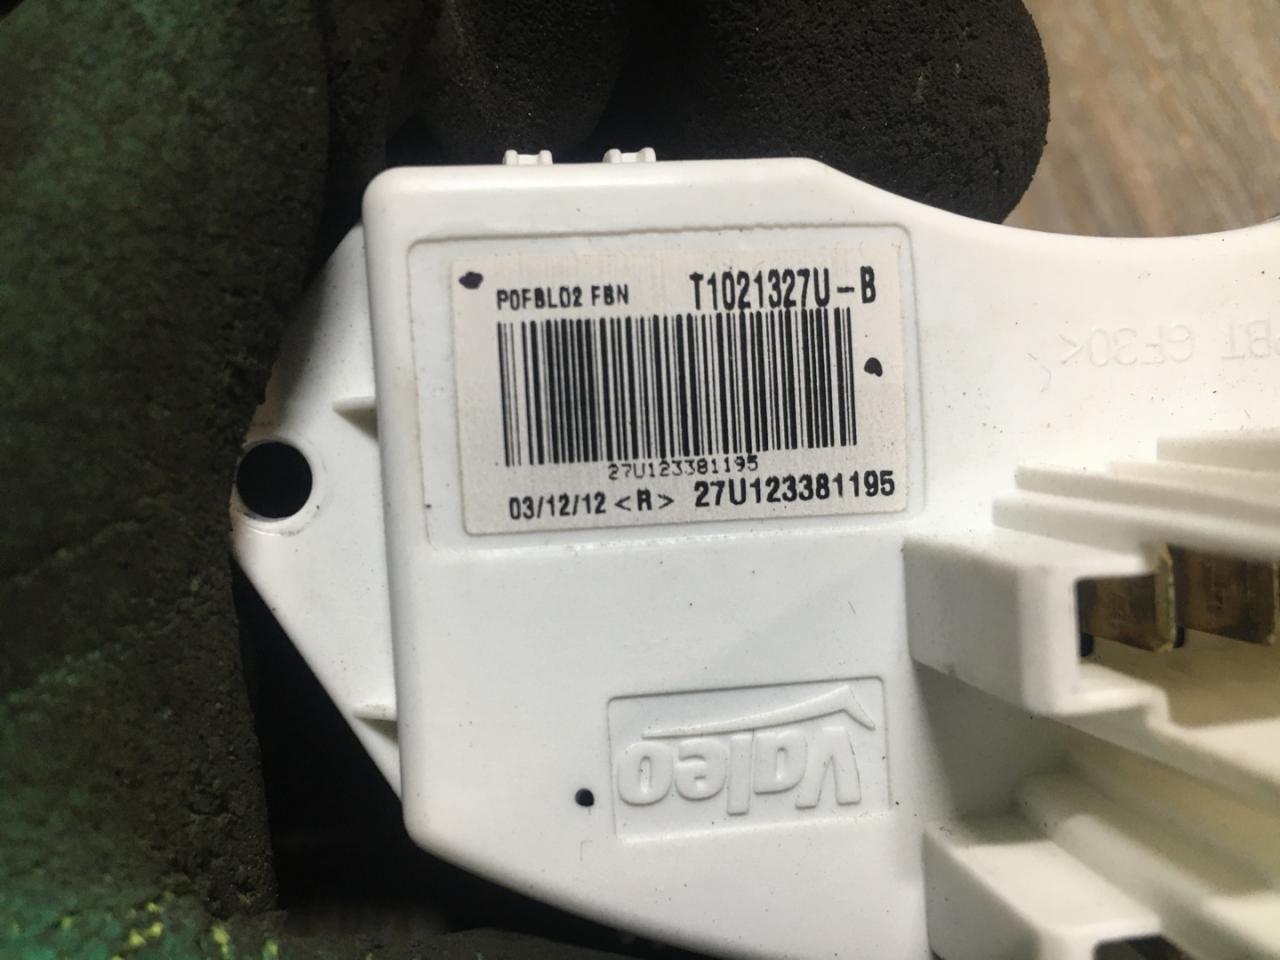 P0FBL02 FBN T1021327U-B
27U123381195
03/12/12 <R> 27U123381195
PBT GF30<
Valeo